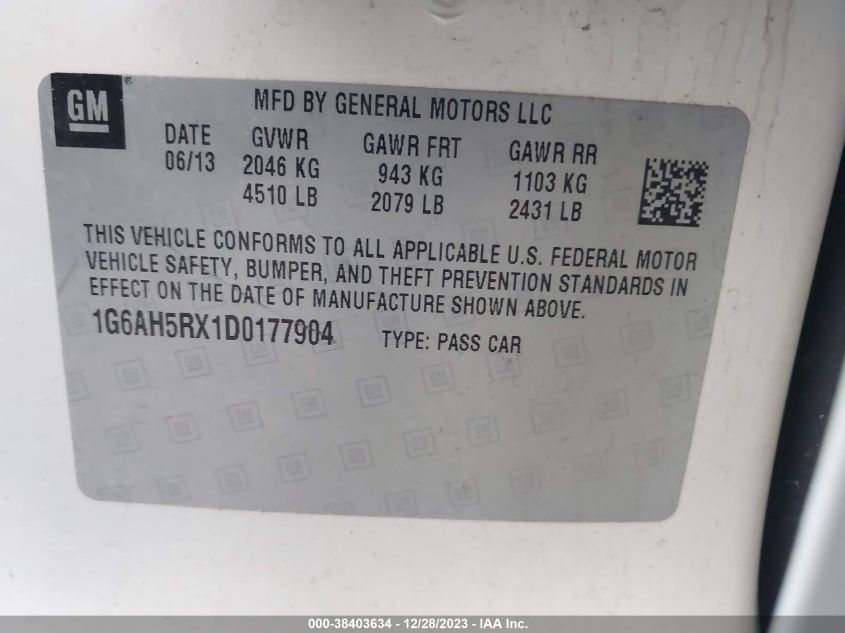 GM ®
MFD BY GENERAL MOTORS LLC
DATE GVWR GAWR FRT GAWR RR
06/13 2046 KG 943 KG 1103 KG
4510 LB 2079 LB 2431 LB
THIS VEHICLE CONFORMS TO ALL APPLICABLE U.S. FEDERAL MOTOR
VEHICLE SAFETY, BUMPER, AND THEFT PREVENTION STANDARDS IN
EFFECT ON THE DATE OF MANUFACTURE SHOWN ABOVE.
1G6AH5RX1D0177904 TYPE: PASS CAR
000-38403634 - 12/28/2023 - IAA Inc.